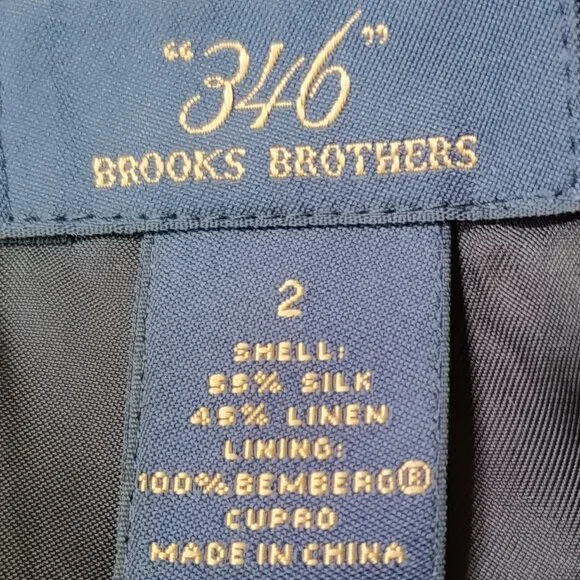 "346"
BROOKS BROTHERS
2
SHELL:
55% SILK
45% LINEN
LINING:
100% BEMBERG®
CUPRO
MADE IN CHINA